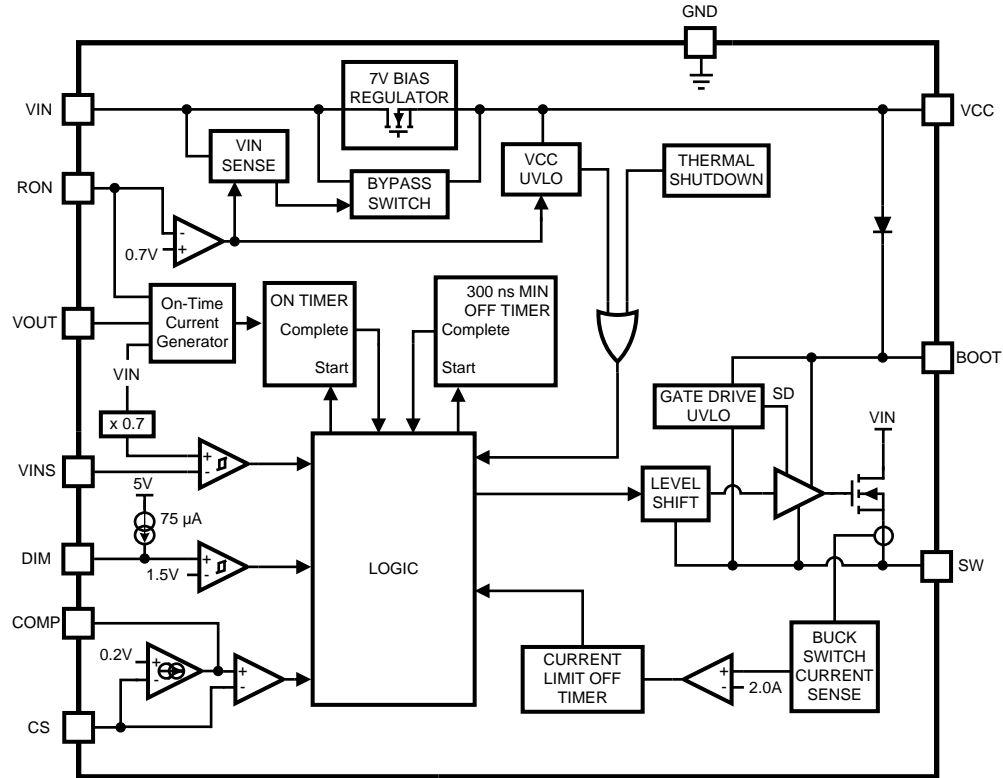 GND
VIN
7V BIAS
REGULATOR
VCC
VIN
SENSE
VCC
UVLO
THERMAL
SHUTDOWN
RON
BYPASS
SWITCH
-
+
0.7V
On-Time
Current
Generator
ON TIMER
Complete
Start
300 ns MIN
OFF TIMER
Complete
Start
VOUT
VIN
BOOT
GATE DRIVE
UVLO
SD
VIN
x 0.7
+
-
VINS
5V
75 µA
LEVEL
SHIFT
DIM
+
-
1.5V
LOGIC
SW
COMP
0.2V
+
-
+
-
CURRENT
LIMIT OFF
TIMER
+
-
2.0A
BUCK
SWITCH
CURRENT
SENSE
CS